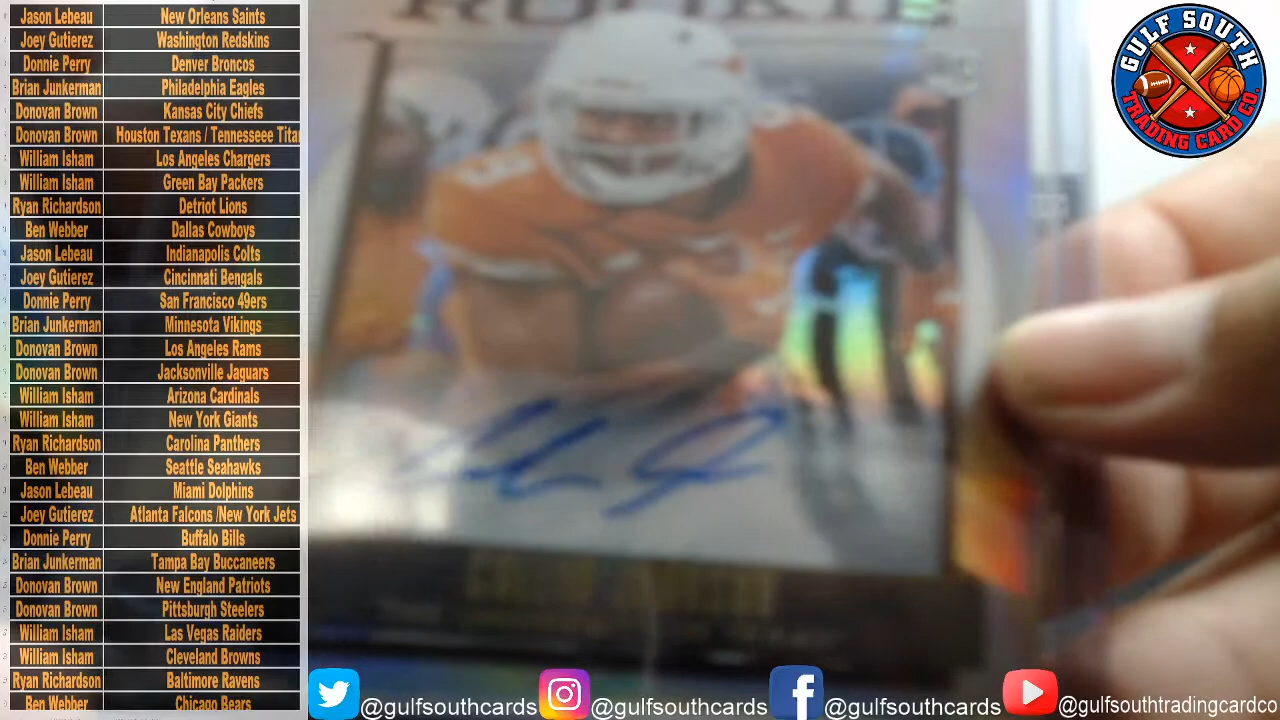 Jason Lebeau New Orleans Saints
Joey Gutierez Washington Redskins
Donnie Perry Denver Broncos
Brian Junkerman Philadelphia Eagles
Donovan Brown Kansas City Chiefs
Donovan Brown Houston Texans / Tennesseee Tita
William Isham Los Angeles Chargers
William Isham Green Bay Packers
Ryan Richardson Detriot Lions
Ben Webber Dallas Cowboys
Jason Lebeau Indianapolis Colts
Joey Gutierez Cincinnati Bengals
Donnie Perry San Francisco 49ers
Brian Junkerman Minnesota Vikings
Donovan Brown Los Angeles Rams
Donovan Brown Jacksonville Jaguars
William Isham Arizona Cardinals
William Isham New York Giants
Ryan Richardson Carolina Panthers
Ben Webber Seattle Seahawks
Jason Lebeau Miami Dolphins
Joey Gutierez Atlanta Falcons /New York Jets
Donnie Perry Buffalo Bills
Brian Junkerman Tampa Bay Buccaneers
Donovan Brown New England Patriots
Donovan Brown Pittsburgh Steelers
William Isham Las Vegas Raiders
William Isham Cleveland Browns
Ryan Richardson Baltimore Ravens
Ben Webber Chicago Bears
ROOKIE
GULF SOUTH
TRADING CARD CO.
@gulfsouthcards @gulfsouthcards @gulfsouthcards @gulfsouthtradingcardco